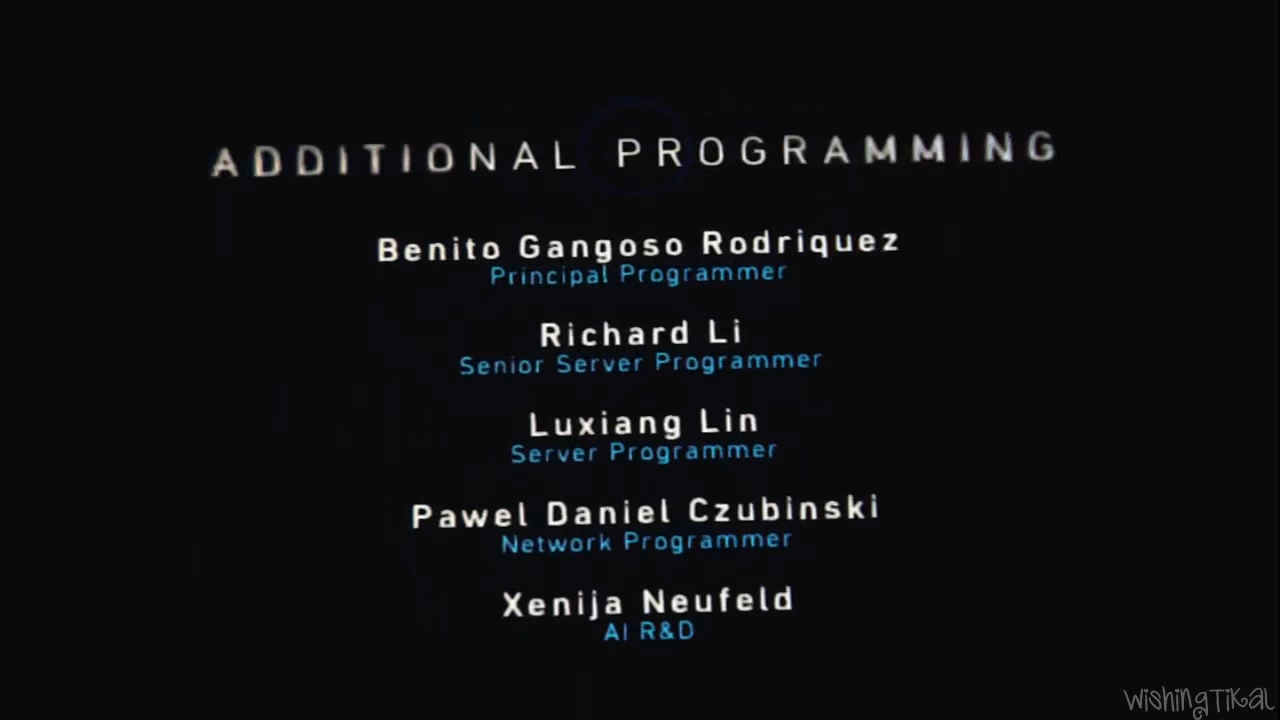 ADDITIONAL PROGRAMMING
Benito Gangoso Rodriquez
Principal Programmer
Richard Li
Senior Server Programmer
Luxiang Lin
Server Programmer
Pawel Daniel Czubinski
Network Programmer
Xenija Neufeld
AI R&D
WishingTikal